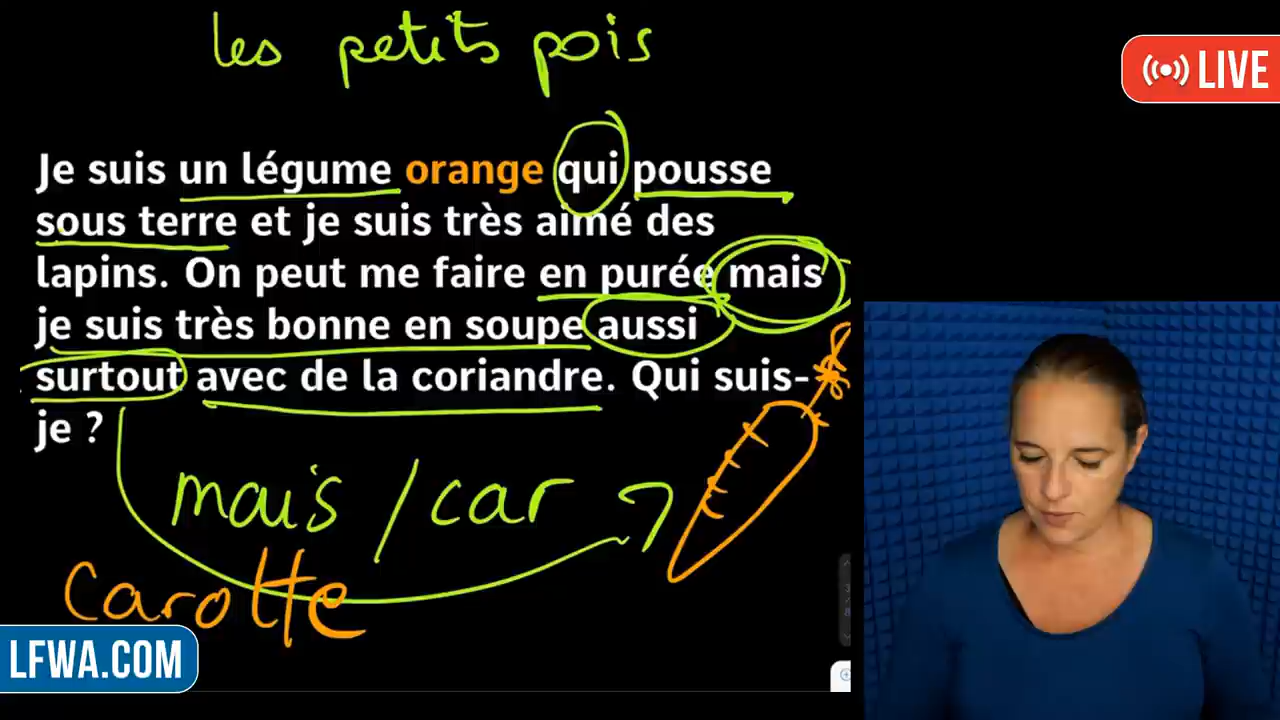 les petits pois
LIVE
Je suis un légume orange qui pousse
sous terre et je suis très aimé des
lapins. On peut me faire en purée mais
je suis très bonne en soupe aussi
surtout avec de la coriandre. Qui suis-
je ?
mais / car
carotte
LFWA.COM